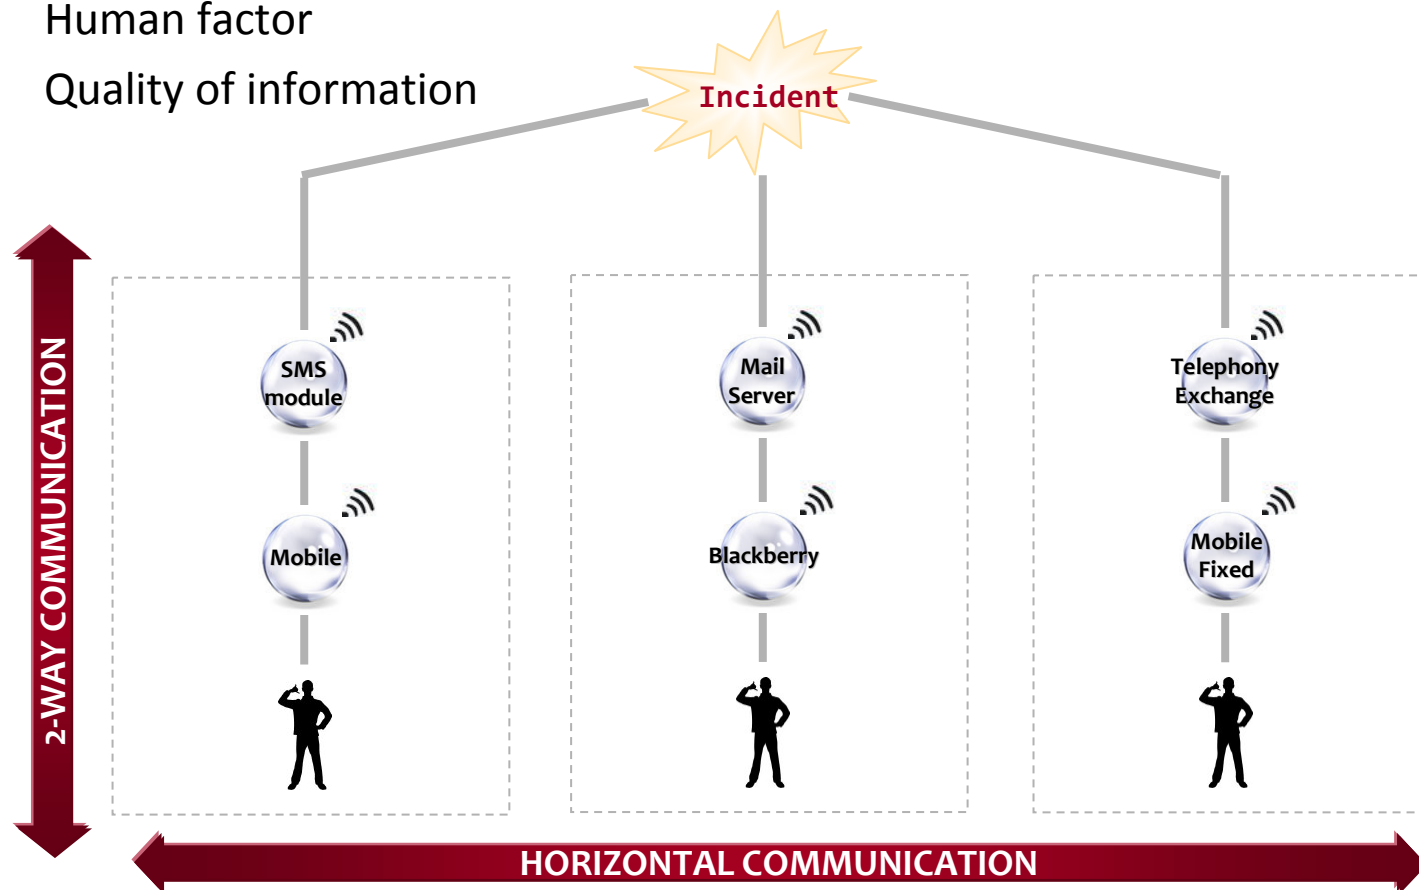 Human factor
Quality of information
Incident
SMS
module
Mail
Server
Telephony
Exchange
Mobile
Blackberry
Mobile
Fixed
2-WAY COMMUNICATION
HORIZONTAL COMMUNICATION